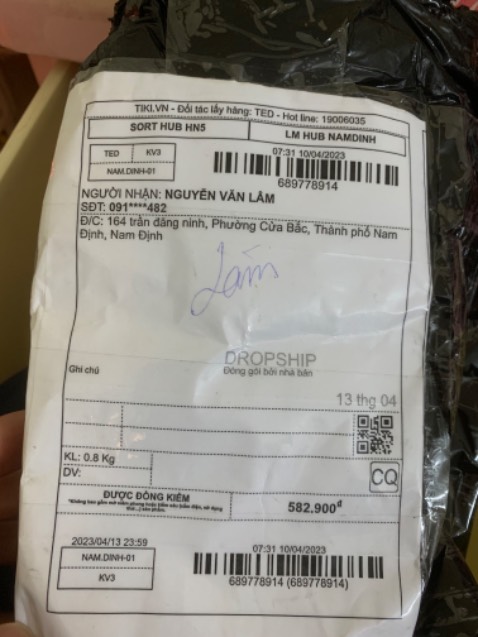 TIKI.VN - Đối tác lấy hàng: TED - Hot line: 19006035
SORT HUB HN5 LM HUB NAMDINH
TED KV3
NAM.DINH-01
07:31 10/04/2023
689778914
NGƯỜI NHẬN: NGUYỄN VĂN LÂM
SĐT: 091****482
Đ/C: 164 trần đăng ninh, Phường Cửa Bắc, Thành phố Nam
Định, Nam Định
Lâm
DROPSHIP
Đóng gói bởi nhà bán
Ghi chú
13 thg 04
KL: 0.8 Kg
DV:
CQ
ĐƯỢC ĐỒNG KIỂM
582.900đ
2023/04/13 23:59
NAM.DINH-01
KV3
07:31 10/04/2023
689778914 (689778914)